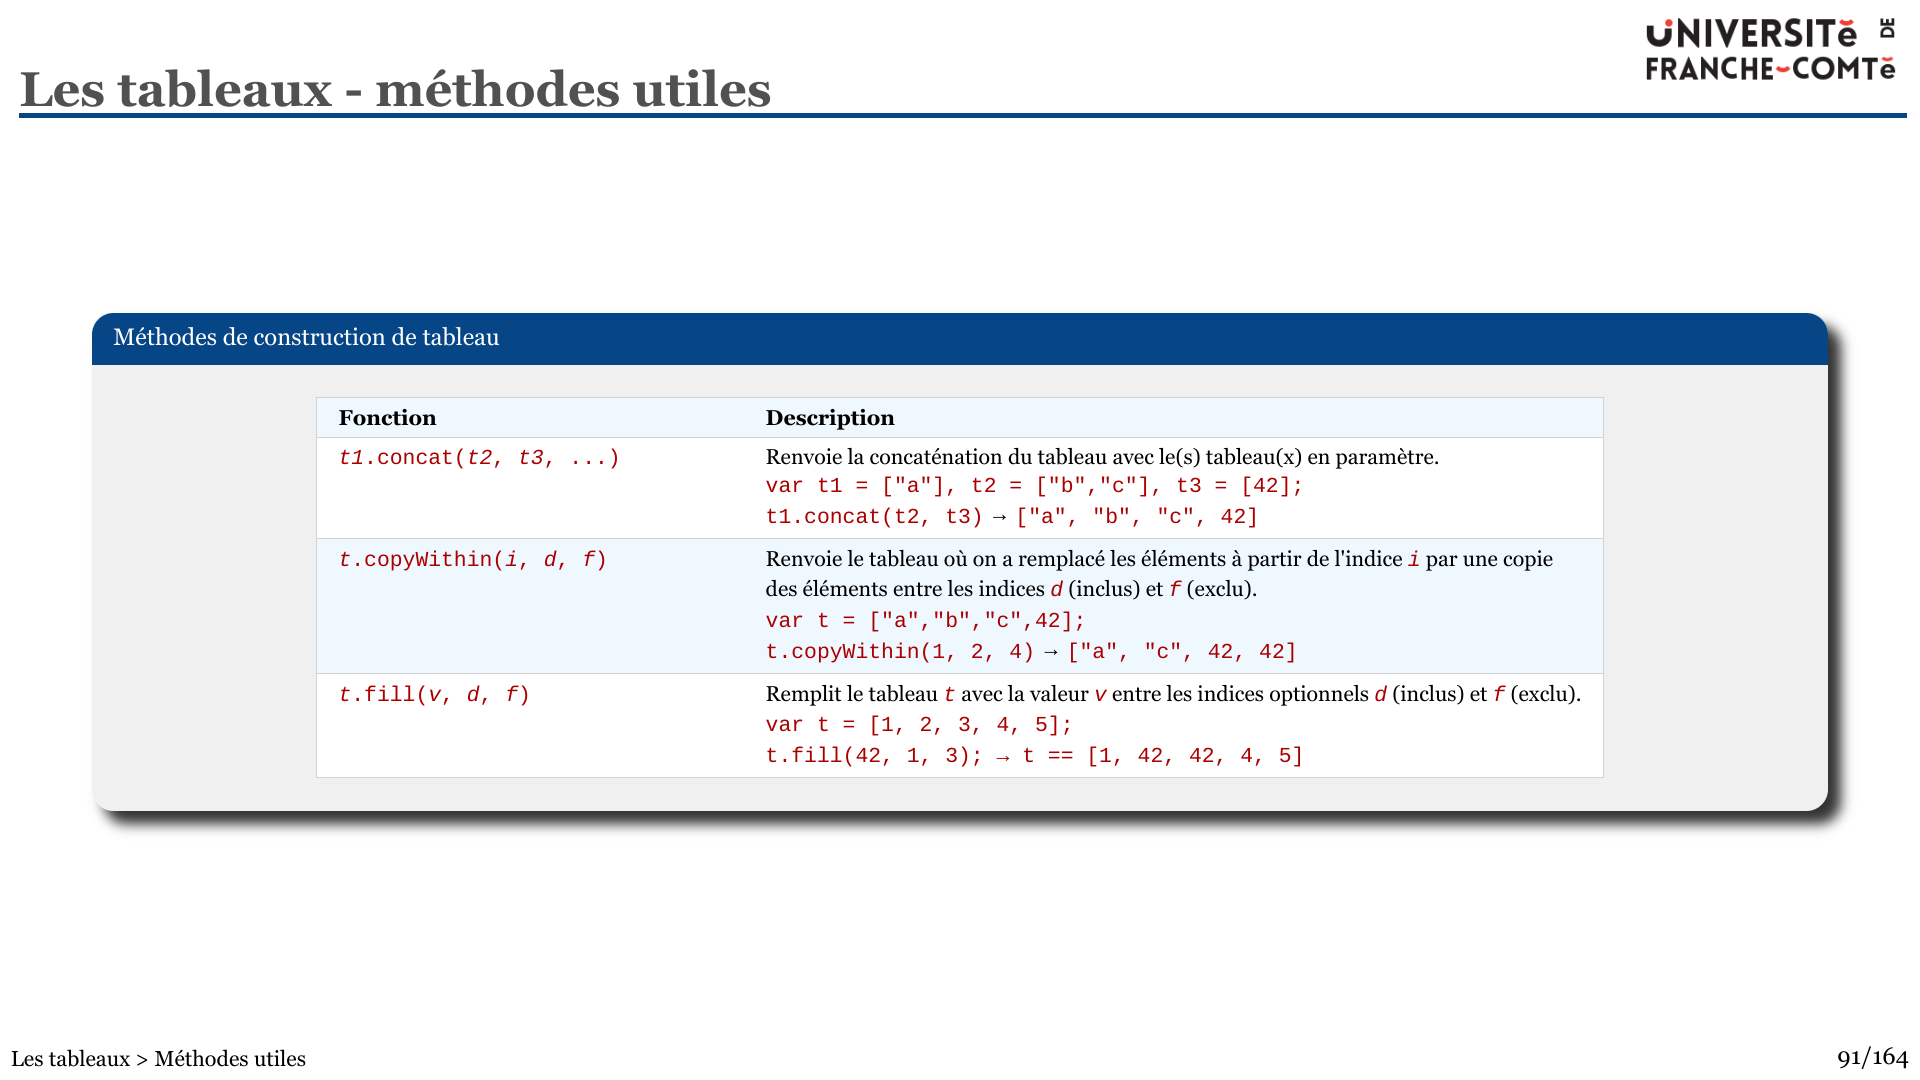 UNIVERSITÉ DE
FRANCHE-COMTÉ
Les tableaux - méthodes utiles
Méthodes de construction de tableau
Fonction Description
t1.concat(t2, t3, ...) Renvoie la concaténation du tableau avec le(s) tableau(x) en paramètre.
var t1 = ["a"], t2 = ["b","c"], t3 = [42];
t1.concat(t2, t3) → ["a", "b", "c", 42]
t.copyWithin(i, d, f) Renvoie le tableau où on a remplacé les éléments à partir de l'indice i par une copie
des éléments entre les indices d (inclus) et f (exclu).
var t = ["a","b","c",42];
t.copyWithin(1, 2, 4) → ["a", "c", 42, 42]
t.fill(v, d, f) Remplit le tableau t avec la valeur v entre les indices optionnels d (inclus) et f (exclu).
var t = [1, 2, 3, 4, 5];
t.fill(42, 1, 3); → t == [1, 42, 42, 4, 5]
Les tableaux > Méthodes utiles
91/164